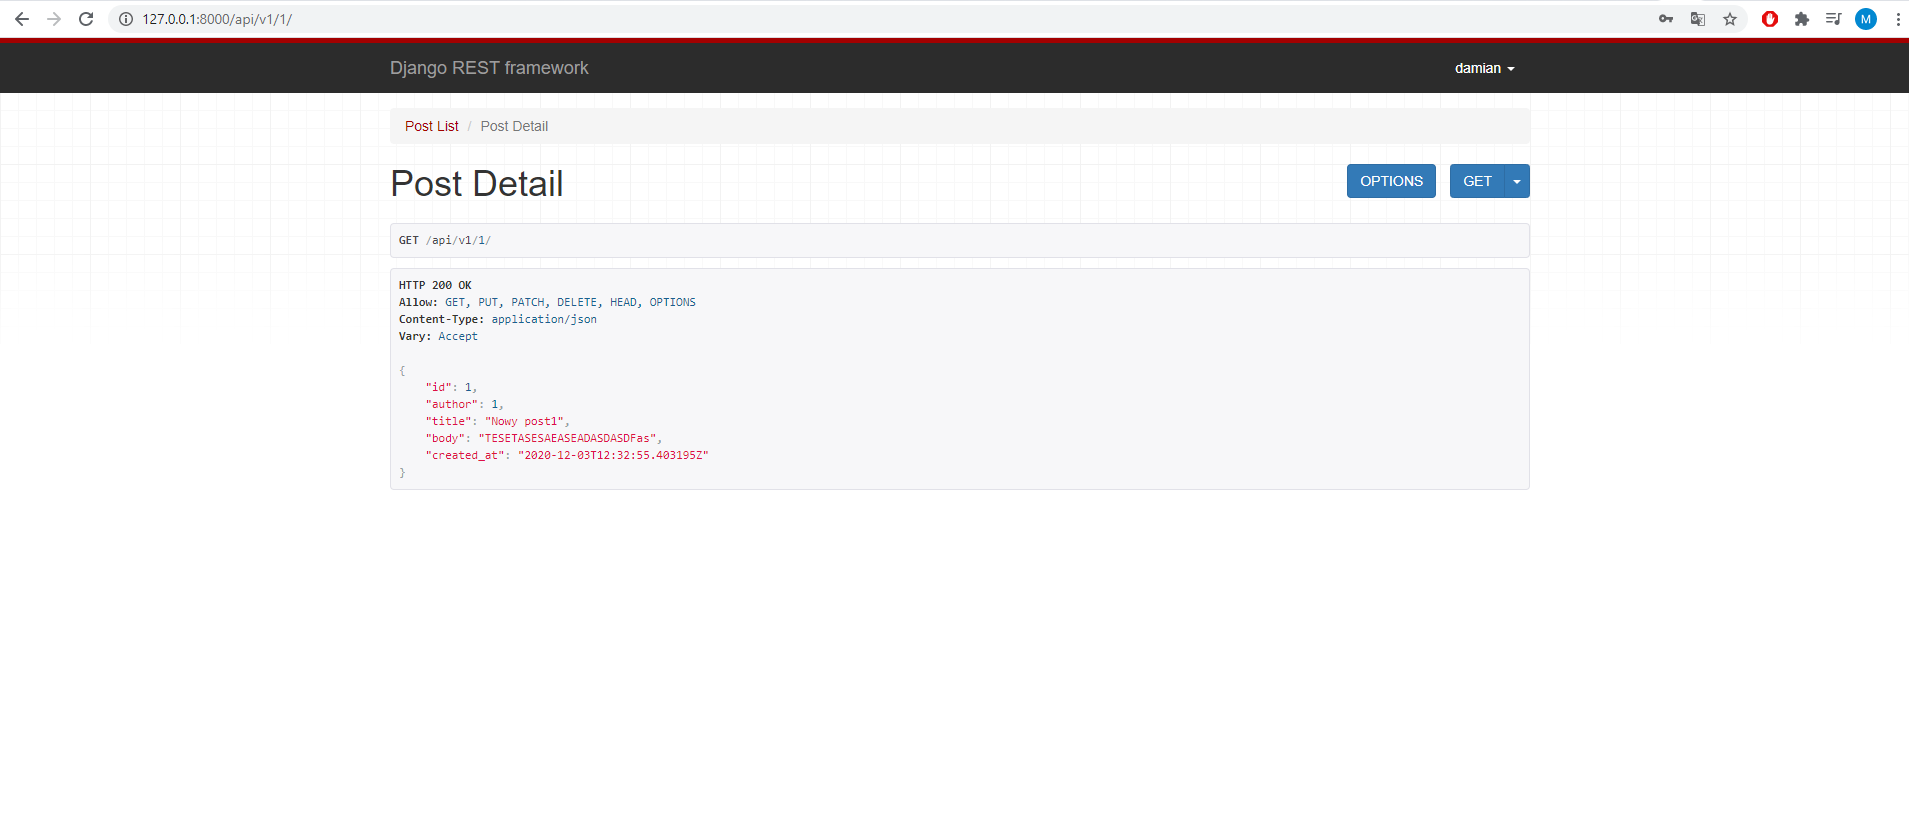 127.0.0.1:8000/api/v1/1/
M
Django REST framework
damian
Post List / Post Detail
Post Detail
OPTIONS
GET
GET /api/v1/1/
HTTP 200 OK
Allow: GET, PUT, PATCH, DELETE, HEAD, OPTIONS
Content-Type: application/json
Vary: Accept
{
"id": 1,
"author": 1,
"title": "Nowy post1",
"body": "TESETASESAEASEADASDASDFas",
"created_at": "2020-12-03T12:32:55.403195Z"
}